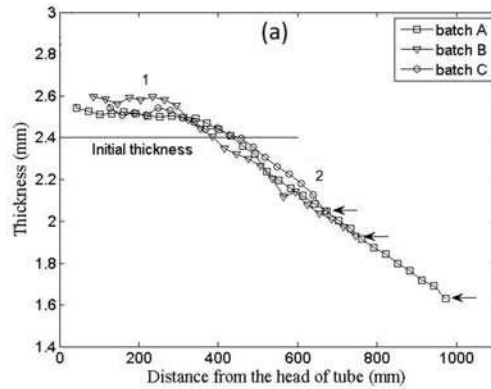 (a)
batch A
batch B
batch C
3
2.8
2.6
2.4
2.2
2
1.8
1.6
1.4
1
Initial thickness
2
0
200
400
600
800
1000
Thickness (mm)
Distance from the head of tube (mm)